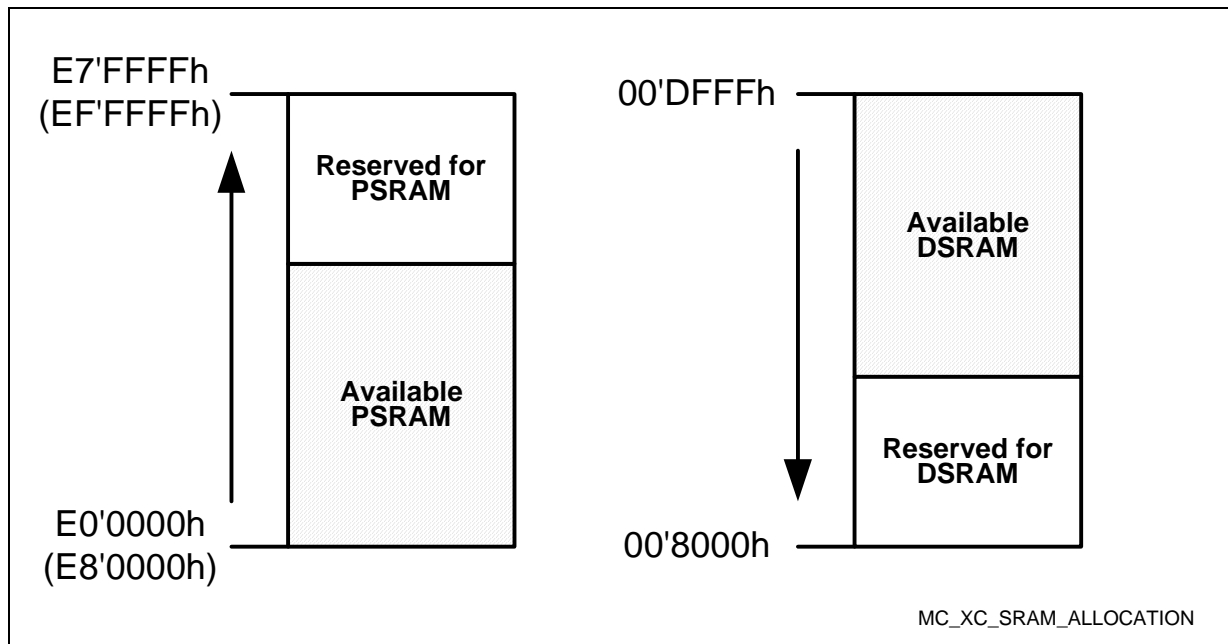 E7'FFFFh
(EF'FFFFh)
Reserved for
PSRAM
Available
PSRAM
E0'0000h
(E8'0000h)
00'DFFFh
Available
DSRAM
Reserved for
DSRAM
00'8000h
MC_XC_SRAM_ALLOCATION